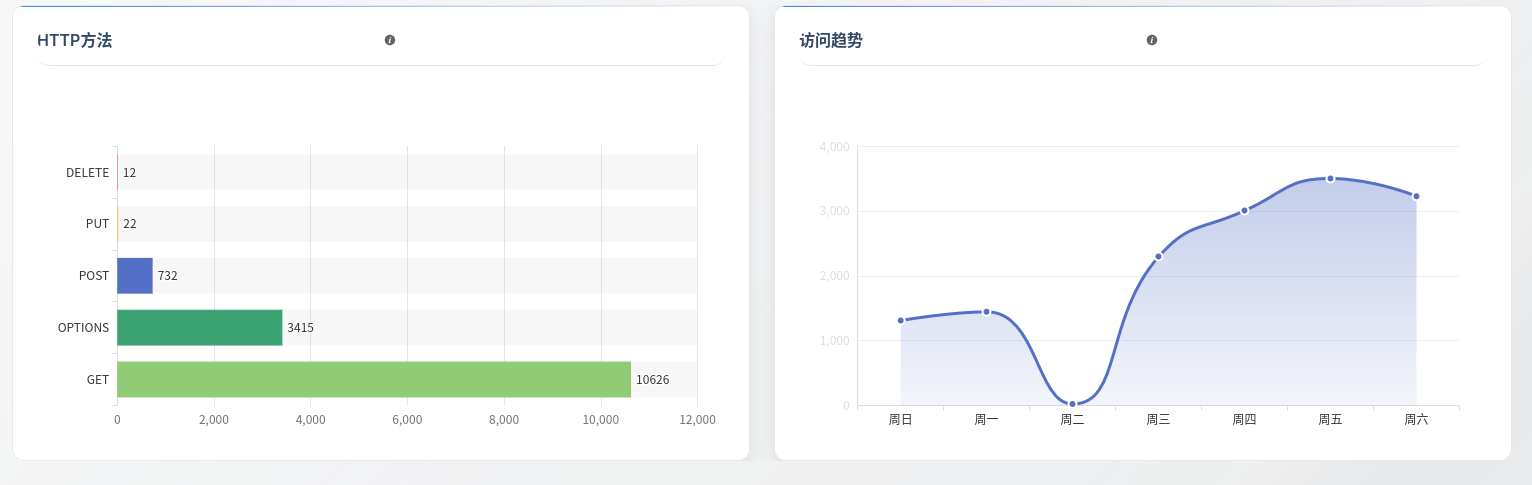 HTTP方法
DELETE 12
PUT 22
POST 732
OPTIONS 3415
GET 10626
0 2,000 4,000 6,000 8,000 10,000 12,000
访问趋势
4,000
3,000
2,000
1,000
0
周日 周一 周二 周三 周四 周五 周六